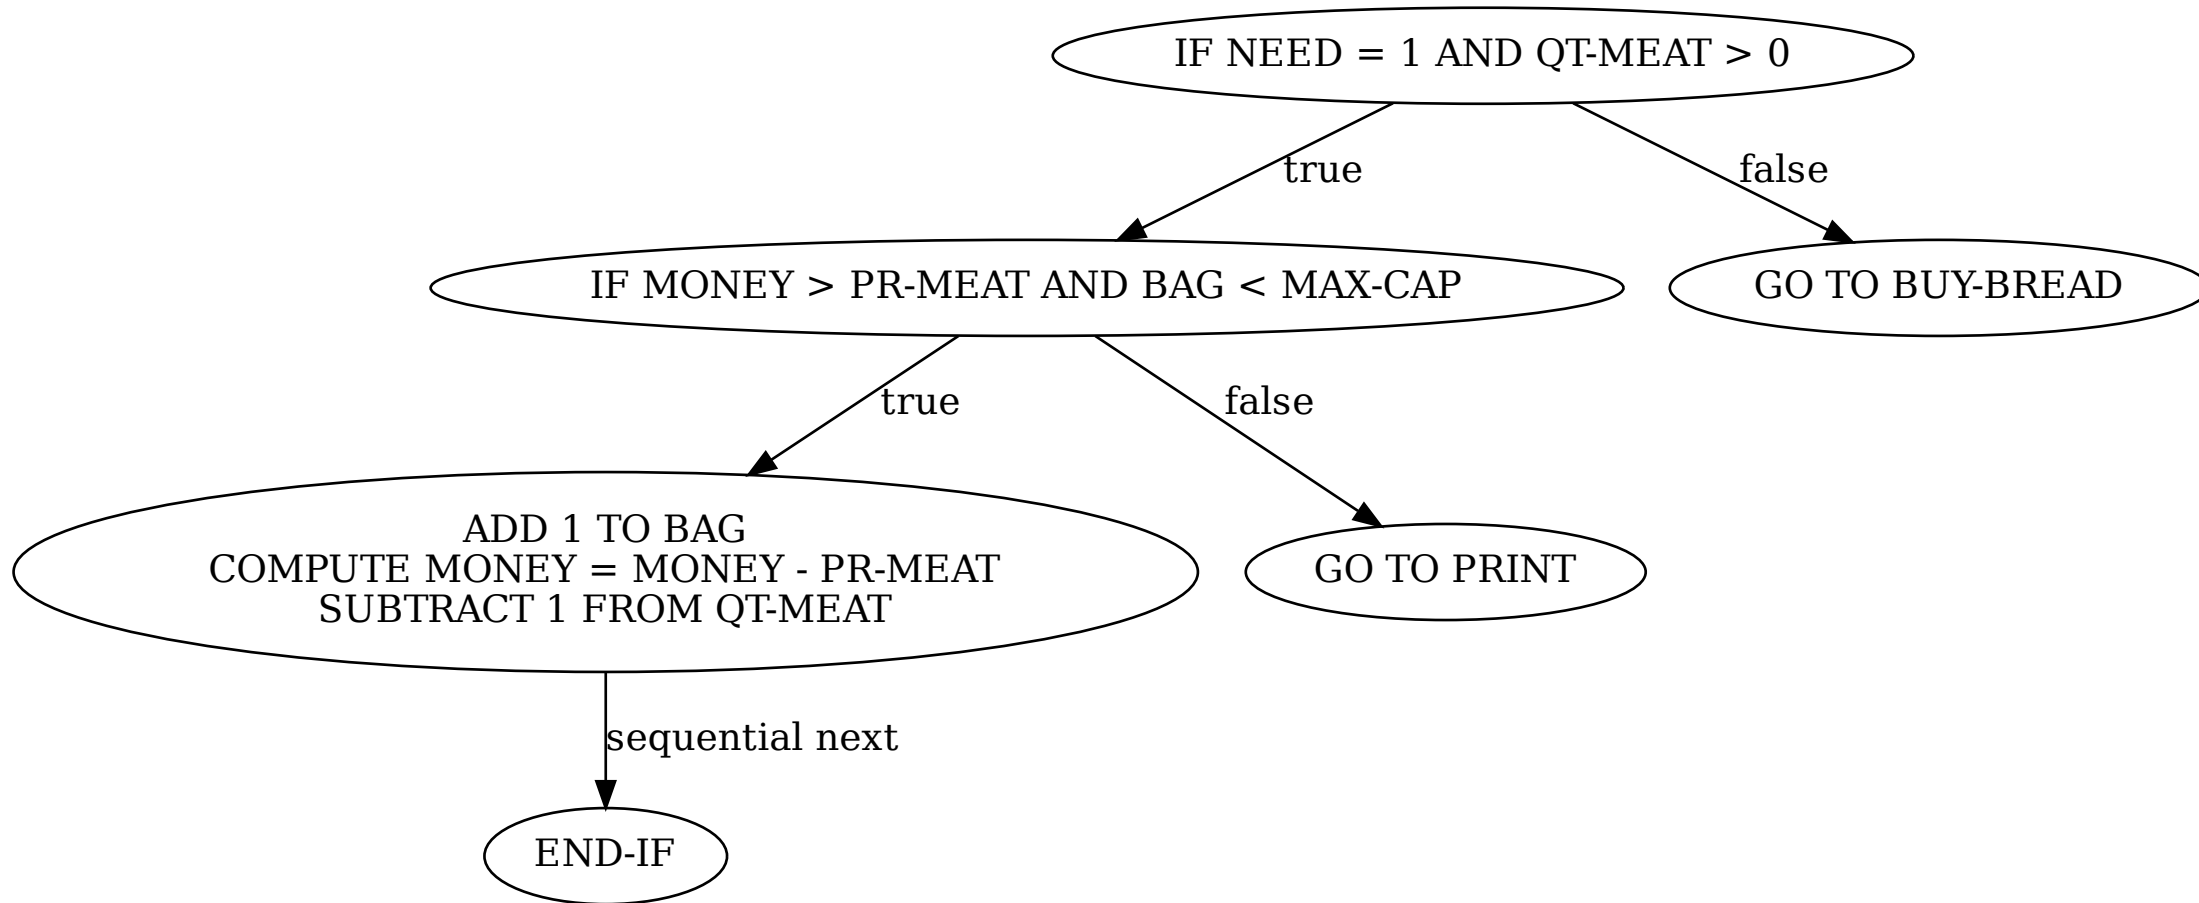 IF NEED = 1 AND QT-MEAT > 0
true
false
IF MONEY > PR-MEAT AND BAG < MAX-CAP
GO TO BUY-BREAD
true
false
ADD 1 TO BAG
COMPUTE MONEY = MONEY - PR-MEAT
SUBTRACT 1 FROM QT-MEAT
GO TO PRINT
sequential next
END-IF